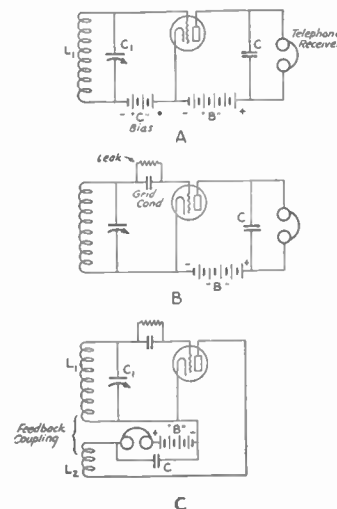 L₁
C₁
C
Telephone
Receiver
- "C" +
Bias
- "B" +
A
Leak
Grid
Cond
C
- "B" +
B
L₁
C₁
Feedback
Coupling
+ "B" -
L₂
C
C